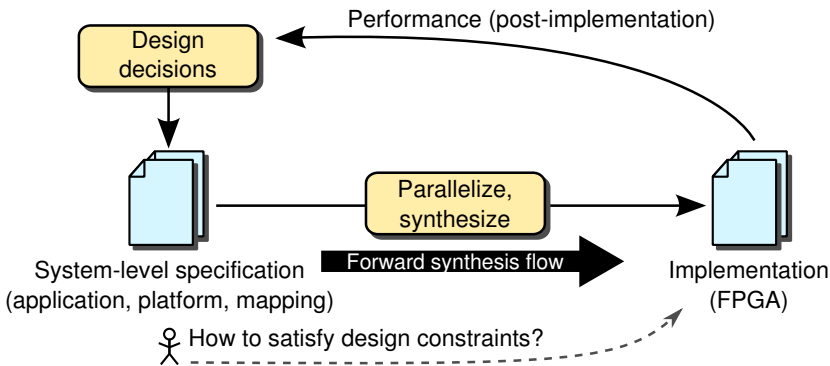 Performance (post-implementation)
Design
decisions
Parallelize,
synthesize
System-level specification
(application, platform, mapping)
Forward synthesis flow
Implementation
(FPGA)
How to satisfy design constraints?